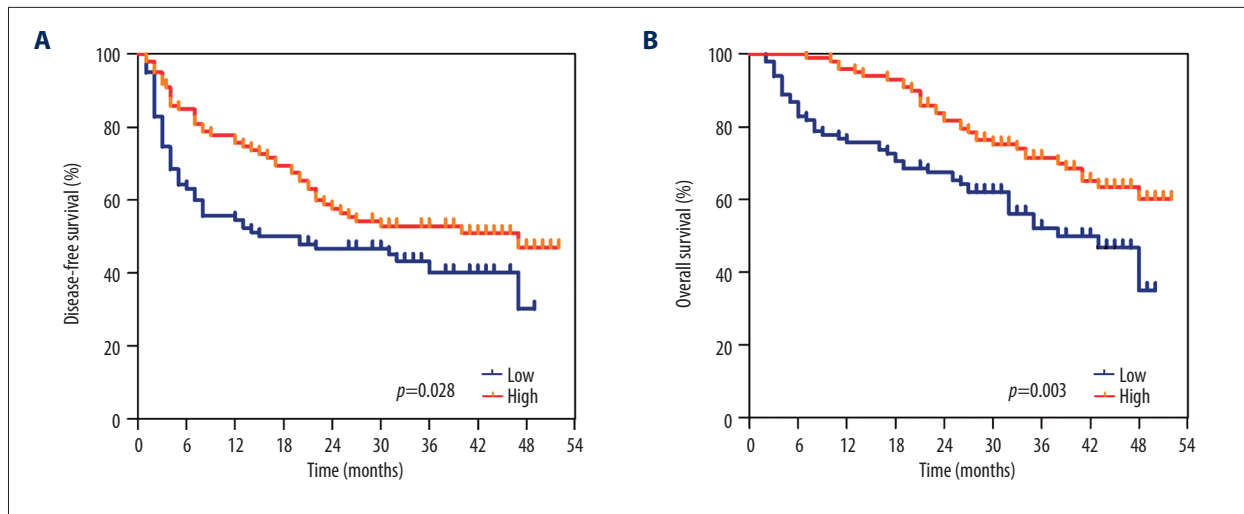 A
100
80
60
40
20
0
Disease-free survival (%)
p=0.028
Low
High
0 6 12 18 24 30 36 42 48 54
Time (months)
B
100
80
60
40
20
0
Overall survival (%)
p=0.003
Low
High
0 6 12 18 24 30 36 42 48 54
Time (months)